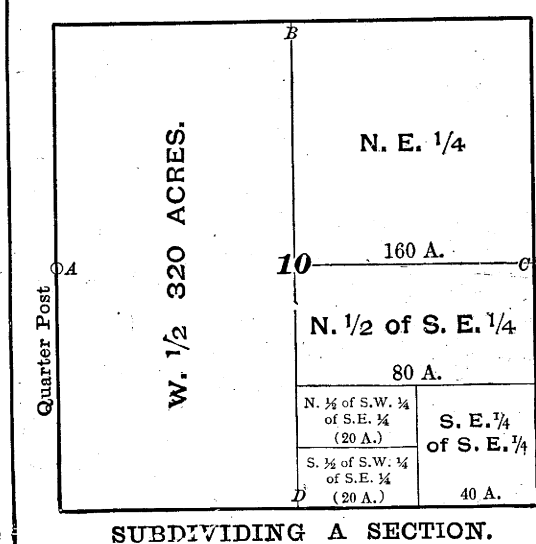 B
W. 1/2 320 ACRES.
N. E. 1/4
160 A.
Quarter Post
A
10
C
N. 1/2 of S. E. 1/4
80 A.
N. ½ of S.W. ¼
of S.E. ¼
(20 A.)
S. ½ of S.W. ¼
of S.E. ¼
(20 A.)
D
S. E. 1/4
of S. E. 1/4
40 A.
SUBDIVIDING A SECTION.